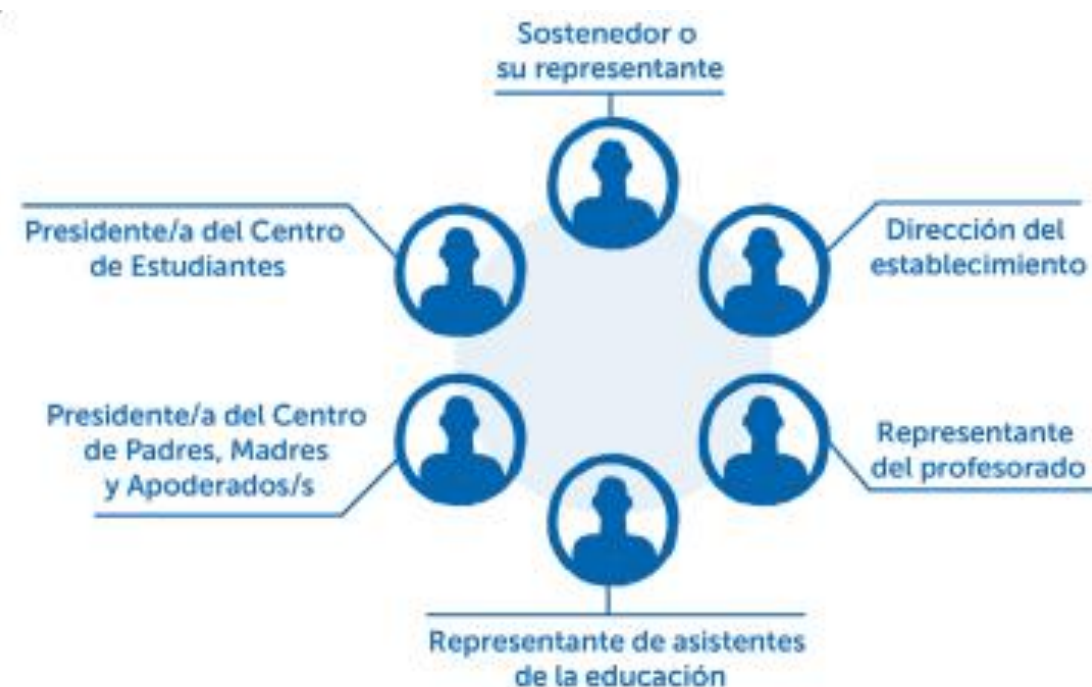 Sostenedor o
su representante
Presidente/a del Centro
de Estudiantes
Dirección del
establecimiento
Presidente/a del Centro
de Padres, Madres
y Apoderados/s
Representante
del profesorado
Representante de asistentes
de la educación